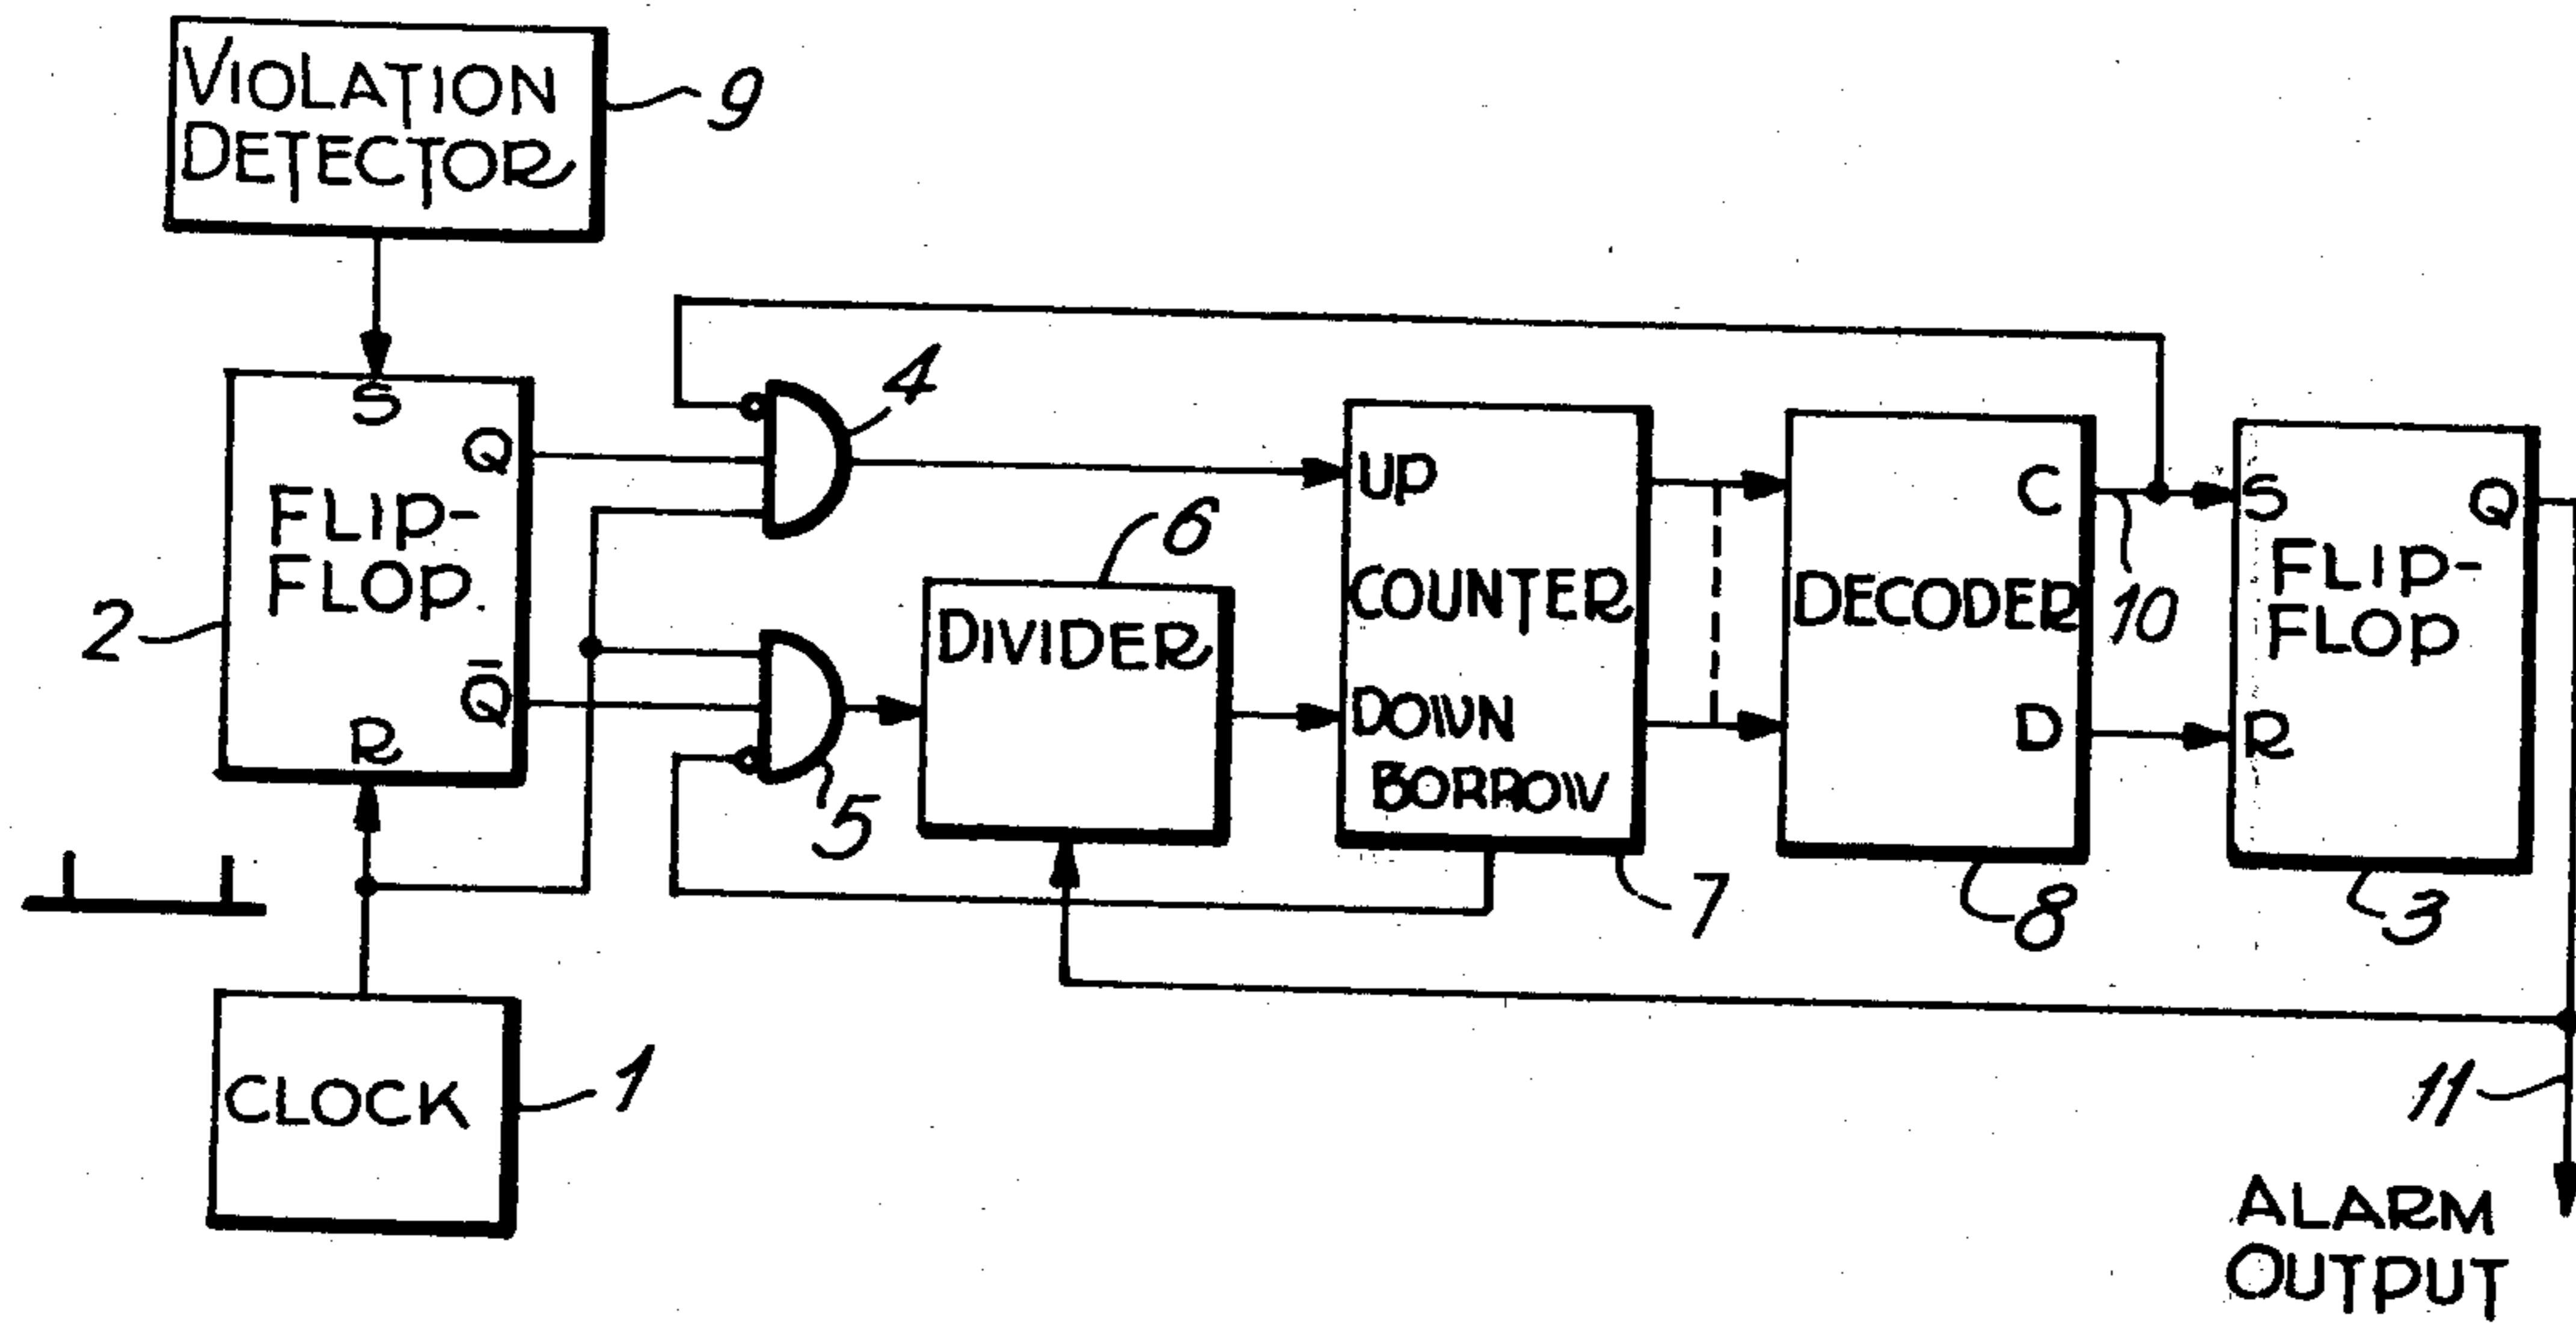 VIOLATION
DETECTOR
9
S
Q
FLIP-
FLOP
2
Q̄
R
4
5
6
DIVIDER
UP
COUNTER
DOWN
BORROW
7
C
DECODER
D
8
10
S
Q
FLIP-
FLOP
R
3
CLOCK
1
11
ALARM
OUTPUT